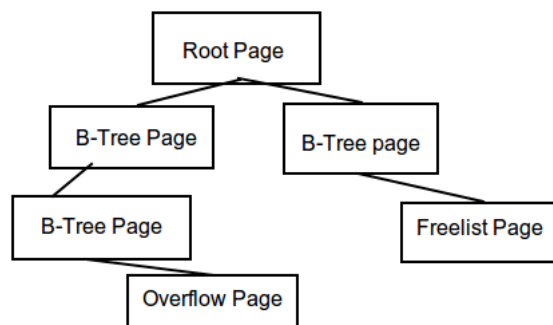 Root Page
B-Tree Page
B-Tree page
B-Tree Page
Freelist Page
Overflow Page